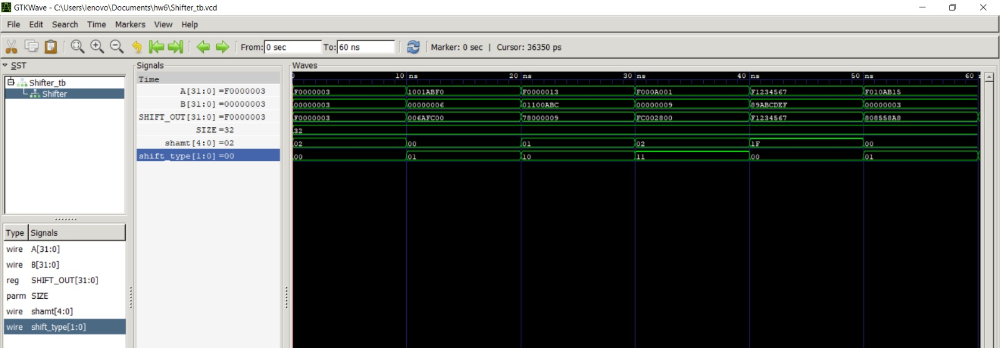 GTKWave - C:\Users\lenovo\Documents\hw6\Shifter_tb.vcd
File Edit Search Time Markers View Help
From: 0 sec To: 60 ns Marker: 0 sec | Cursor: 36350 ps
SST
Shifter_tb
Shifter
Type Signals
wire A[31:0]
wire B[31:0]
reg SHIFT_OUT[31:0]
parm SIZE
wire shamt[4:0]
wire shift_type[1:0]
Signals
Time
A[31:0] =F0000003
B[31:0] =00000003
SHIFT_OUT[31:0] =F0000003
SIZE =32
shamt[4:0] =02
shift_type[1:0] =00
Waves
0 10 ns 20 ns 30 ns 40 ns 50 ns 60
F0000003 1001ABF0 F0000013 F000A001 F1234567 F010AB15
00000003 00000006 01100ABC 00000009 89ABCDEF 00000003
F0000003 006AFC00 78000009 FC002800 F1234567 808558A8
32
02 00 01 02 1F 00
00 01 10 11 00 01